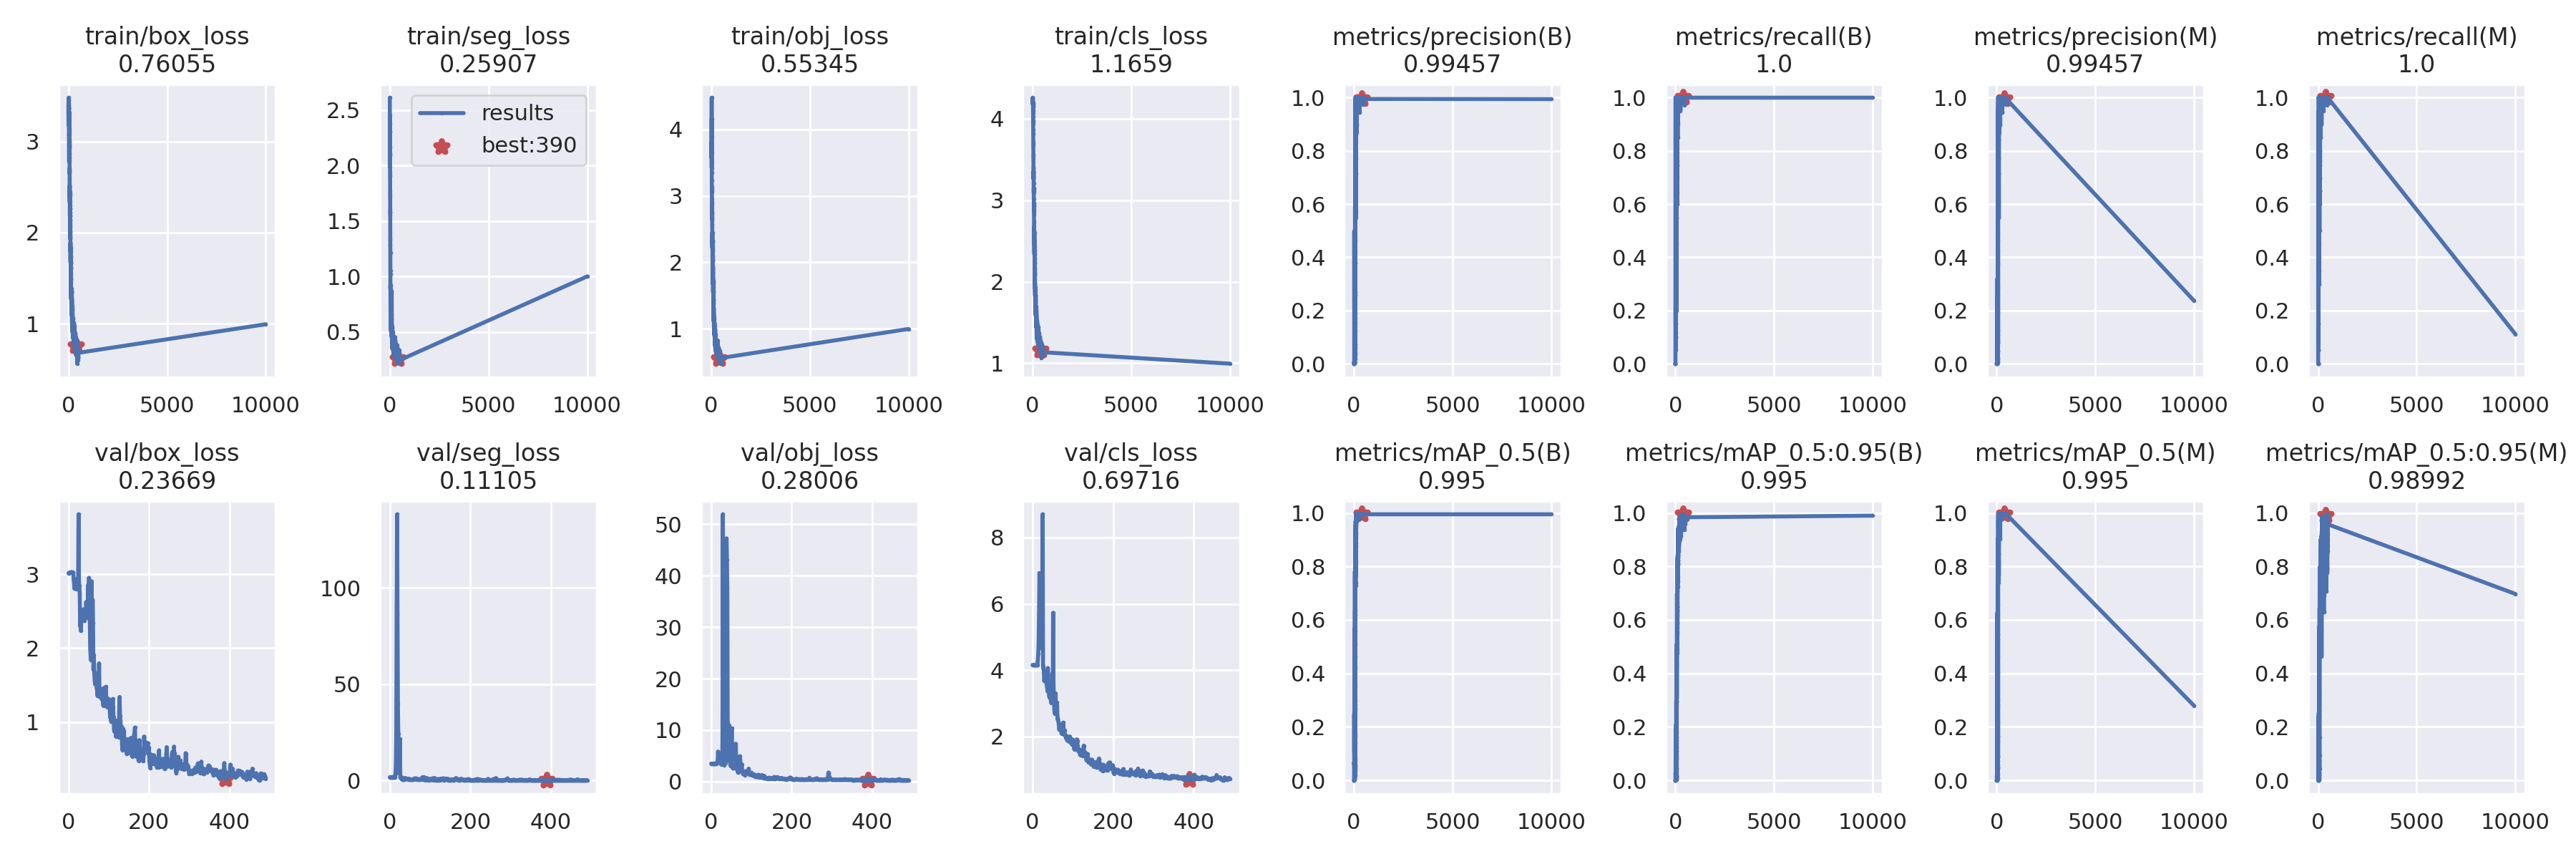 train/box_loss
0.76055
train/seg_loss
0.25907
train/obj_loss
0.55345
train/cls_loss
1.1659
metrics/precision(B)
0.99457
metrics/recall(B)
1.0
metrics/precision(M)
0.99457
metrics/recall(M)
1.0
3
2
1
0 5000 10000
2.5
2.0
1.5
1.0
0.5
results
best:390
0 5000 10000
4
3
2
1
0 5000 10000
4
3
2
1
0 5000 10000
1.0
0.8
0.6
0.4
0.2
0.0
0 5000 10000
1.0
0.8
0.6
0.4
0.2
0.0
0 5000 10000
1.0
0.8
0.6
0.4
0.2
0.0
0 5000 10000
1.0
0.8
0.6
0.4
0.2
0.0
0 5000 10000
val/box_loss
0.23669
val/seg_loss
0.11105
val/obj_loss
0.28006
val/cls_loss
0.69716
metrics/mAP_0.5(B)
0.995
metrics/mAP_0.5:0.95(B)
0.995
metrics/mAP_0.5(M)
0.995
metrics/mAP_0.5:0.95(M)
0.98992
3
2
1
0 200 400
100
50
0
0 200 400
50
40
30
20
10
0
0 200 400
8
6
4
2
0 200 400
1.0
0.8
0.6
0.4
0.2
0.0
0 5000 10000
1.0
0.8
0.6
0.4
0.2
0.0
0 5000 10000
1.0
0.8
0.6
0.4
0.2
0.0
0 5000 10000
1.0
0.8
0.6
0.4
0.2
0.0
0 5000 10000